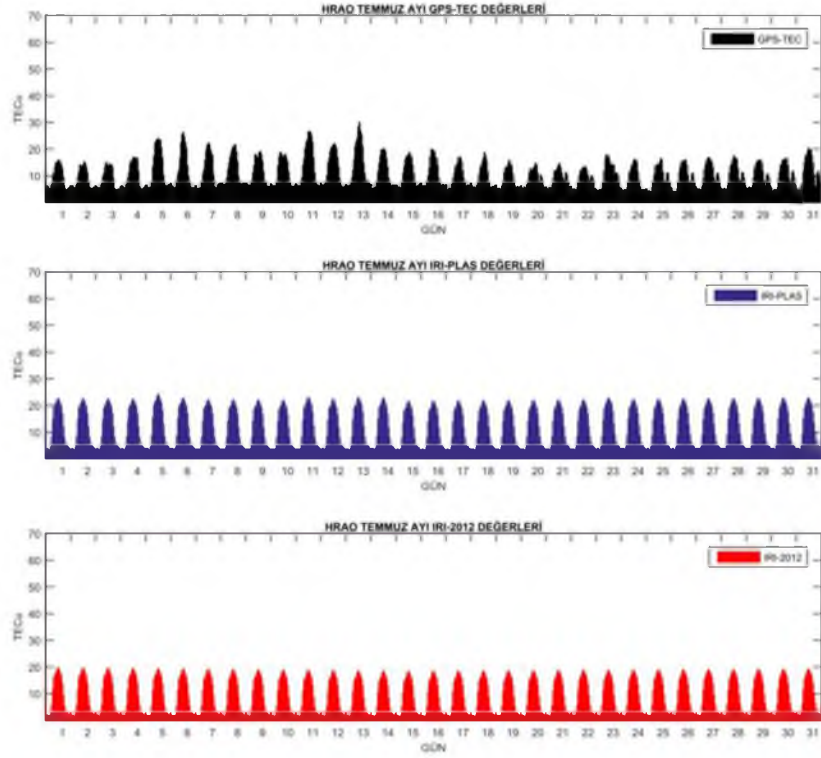 HRAO TEMMUZ AYI GPS-TEC DEĞERLERİ
70
60
50
40
30
20
10
TECu
GPS-TEC
1 2 3 4 5 6 7 8 9 10 11 12 13 14 15 16 17 18 19 20 21 22 23 24 25 26 27 28 29 30 31
GÜN
HRAO TEMMUZ AYI IRI-PLAS DEĞERLERİ
70
60
50
40
30
20
10
TECu
IRI-PLAS
1 2 3 4 5 6 7 8 9 10 11 12 13 14 15 16 17 18 19 20 21 22 23 24 25 26 27 28 29 30 31
GÜN
HRAO TEMMUZ AYI IRI-2012 DEĞERLERİ
70
60
50
40
30
20
10
TECu
IRI-2012
1 2 3 4 5 6 7 8 9 10 11 12 13 14 15 16 17 18 19 20 21 22 23 24 25 26 27 28 29 30 31
GÜN